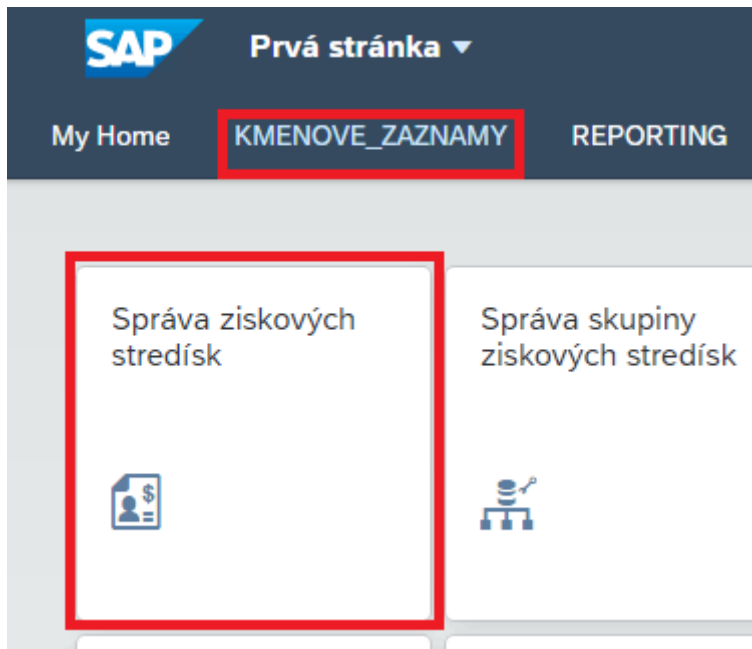 SAP
Prvá stránka
My Home KMENOVE_ZAZNAMY REPORTING
Správa ziskových
stredísk
Správa skupiny
ziskových stredísk